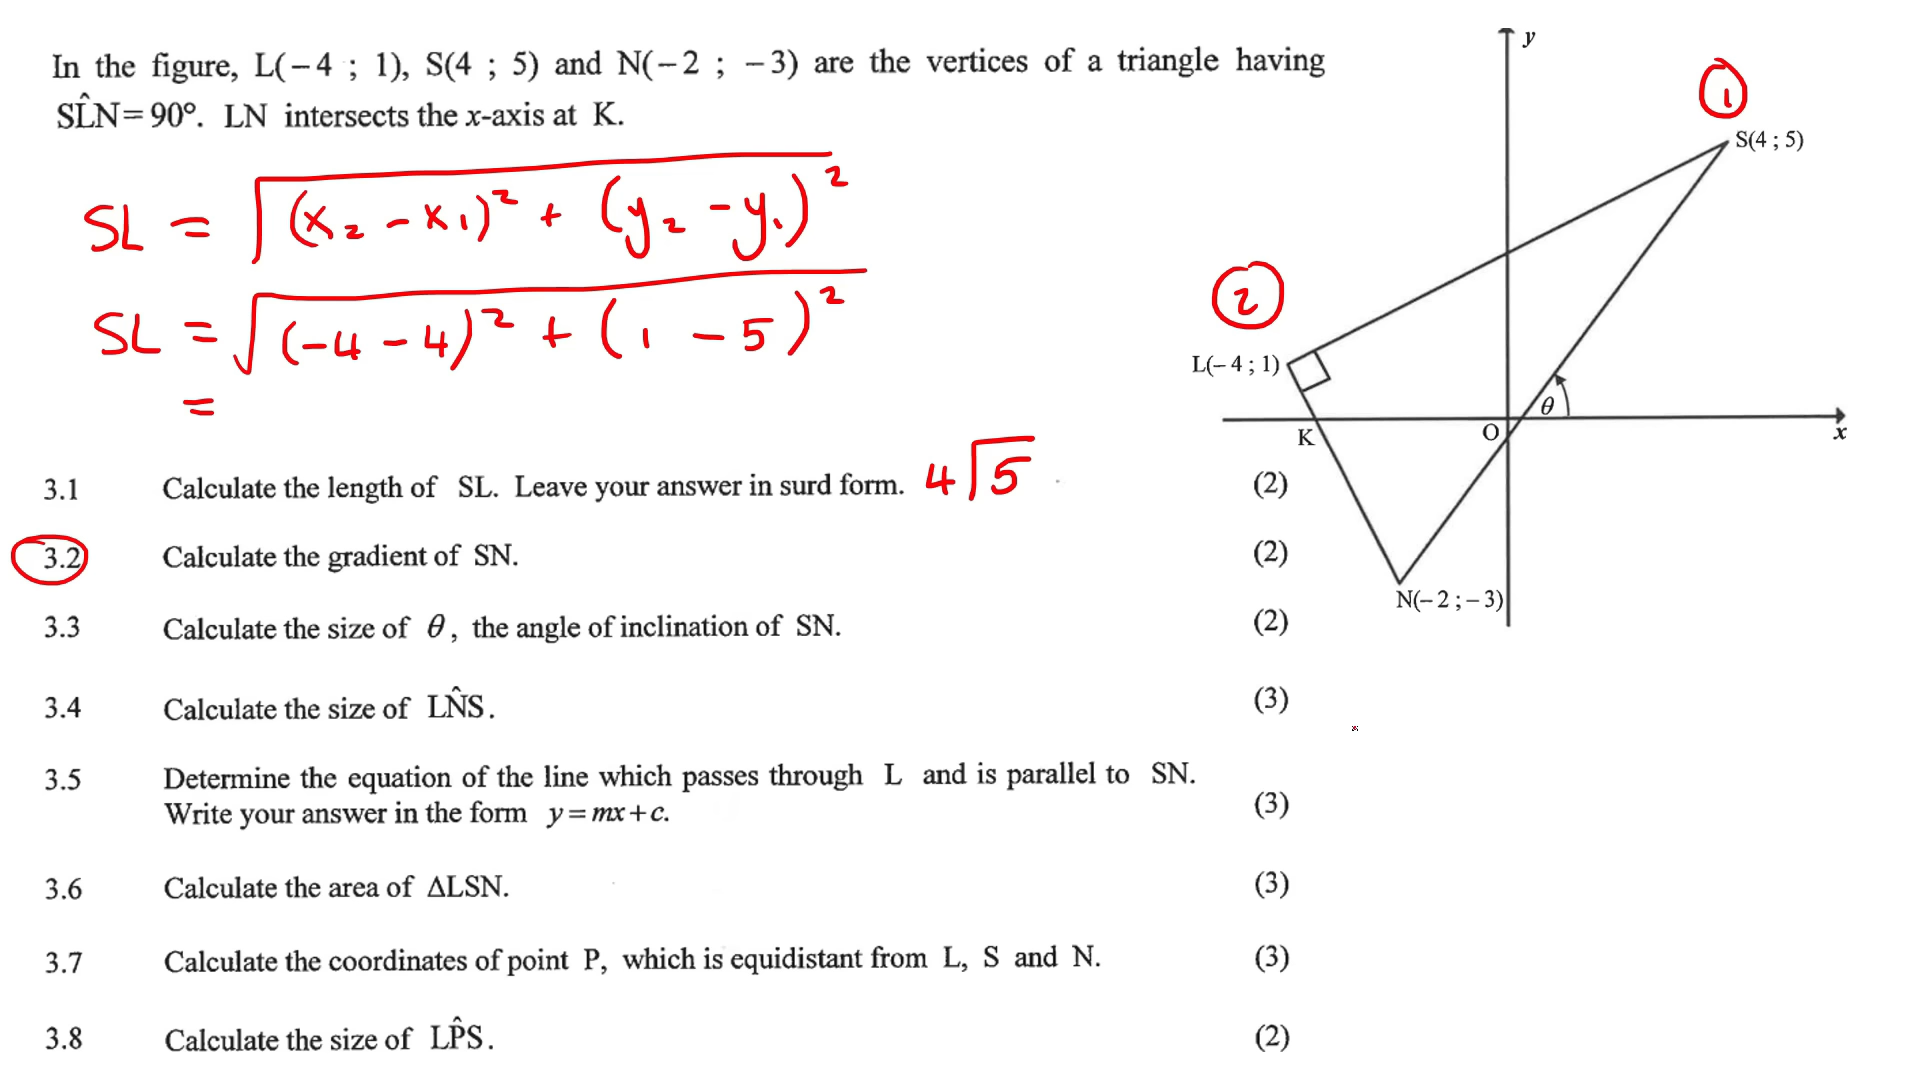 In the figure, L(−4 ; 1), S(4 ; 5) and N(−2 ; −3) are the vertices of a triangle having
SL̂N = 90°. LN intersects the x-axis at K.
SL = √(x₂ − x₁)² + (y₂ − y₁)²
SL = √(−4 − 4)² + (1 − 5)²
=
y
①
S(4 ; 5)
②
L(−4 ; 1)
θ
K
O
x
N(−2 ; −3)
3.1 Calculate the length of SL. Leave your answer in surd form. 4√5 (2)
3.2 Calculate the gradient of SN. (2)
3.3 Calculate the size of θ, the angle of inclination of SN. (2)
3.4 Calculate the size of LN̂S. (3)
3.5 Determine the equation of the line which passes through L and is parallel to SN.
Write your answer in the form y = mx + c. (3)
3.6 Calculate the area of ΔLSN. (3)
3.7 Calculate the coordinates of point P, which is equidistant from L, S and N. (3)
3.8 Calculate the size of LP̂S. (2)